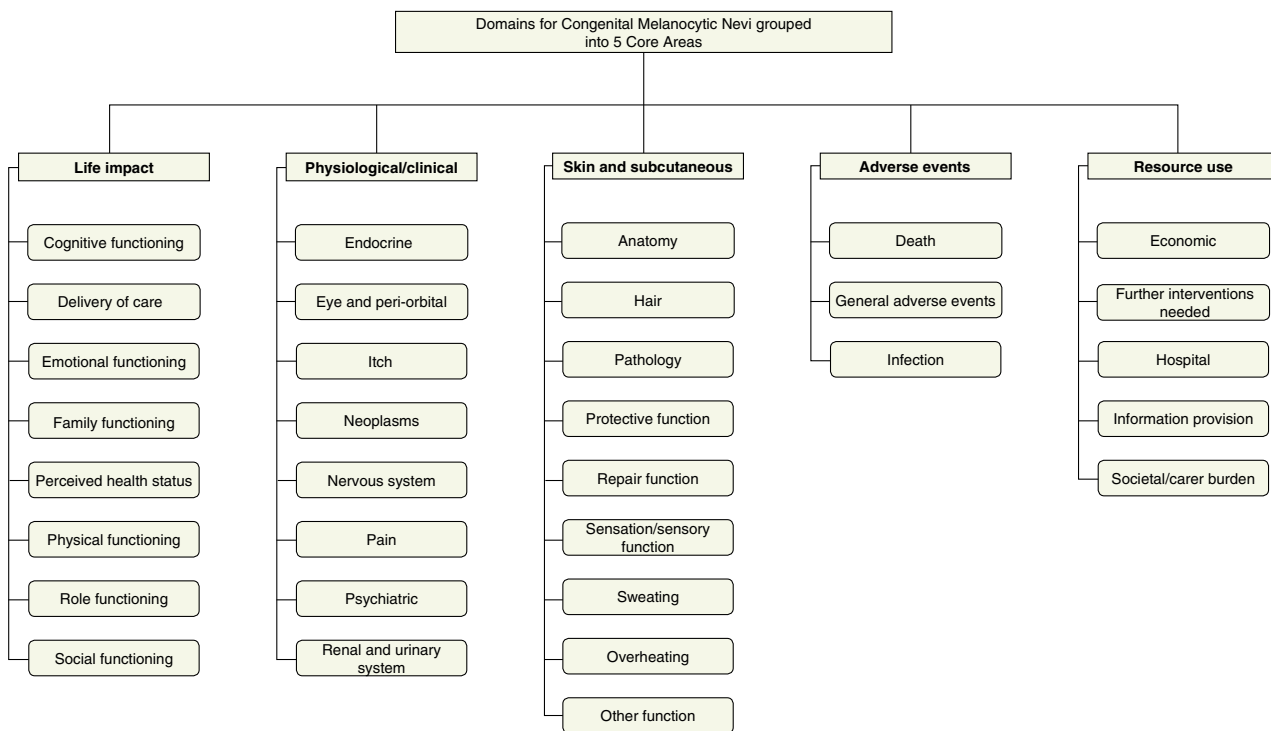 Domains for Congenital Melanocytic Nevi grouped
into 5 Core Areas
Life impact
Cognitive functioning
Delivery of care
Emotional functioning
Family functioning
Perceived health status
Physical functioning
Role functioning
Social functioning
Physiological/clinical
Endocrine
Eye and peri-orbital
Itch
Neoplasms
Nervous system
Pain
Psychiatric
Renal and urinary
system
Skin and subcutaneous
Anatomy
Hair
Pathology
Protective function
Repair function
Sensation/sensory
function
Sweating
Overheating
Other function
Adverse events
Death
General adverse events
Infection
Resource use
Economic
Further interventions
needed
Hospital
Information provision
Societal/carer burden